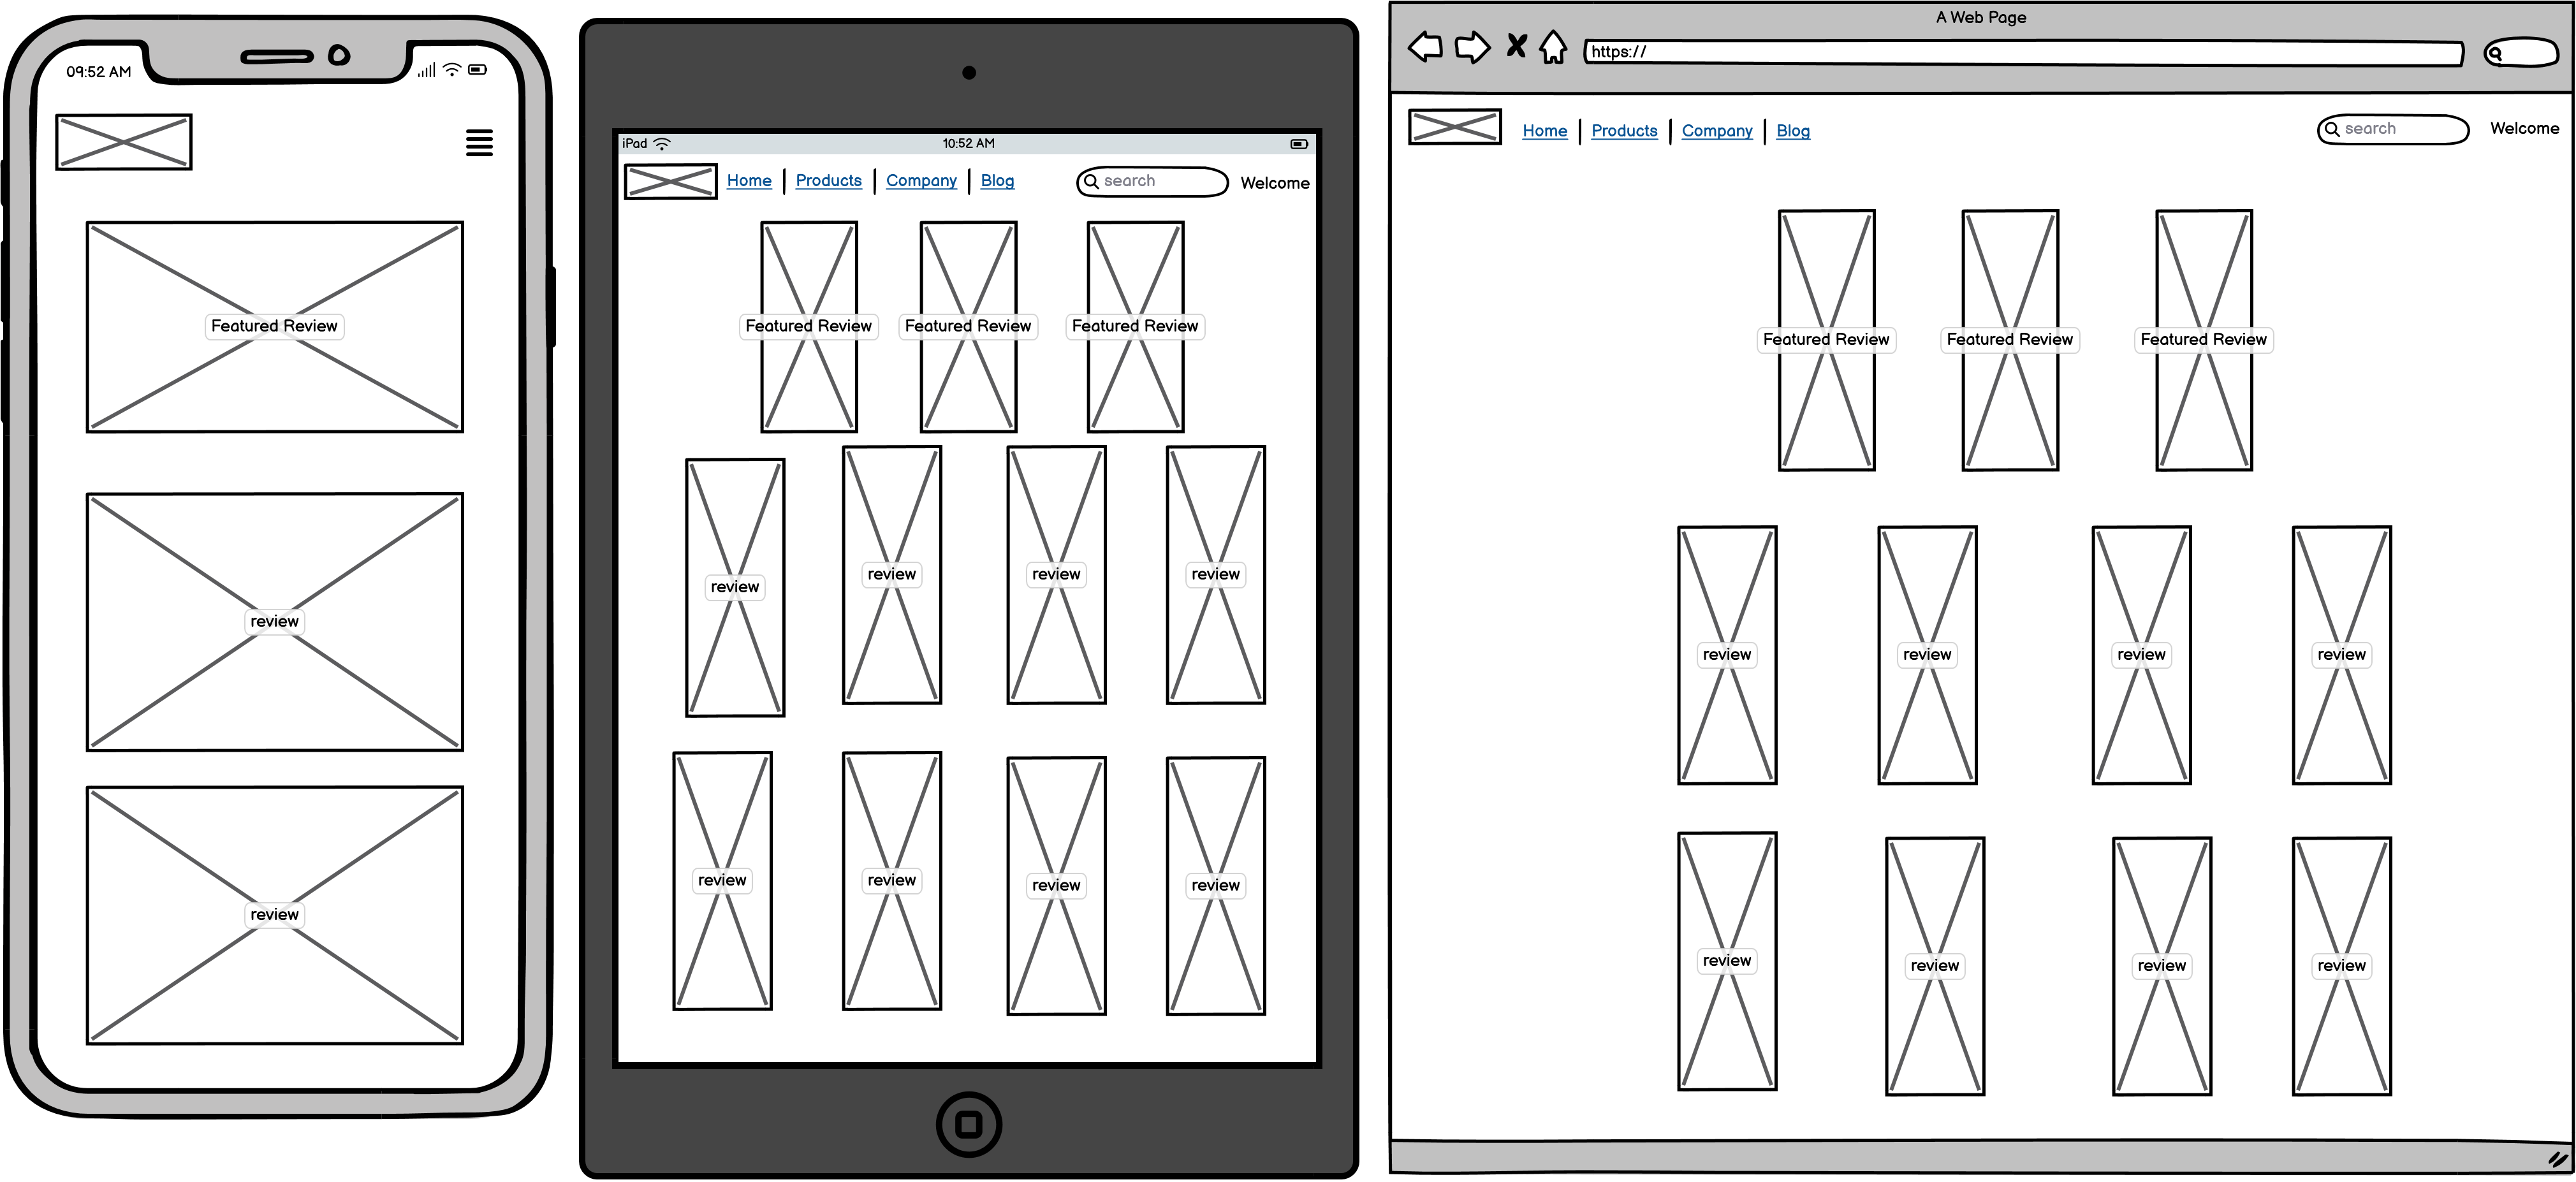 09:52 AM
Featured Review
review
review
iPad
10:52 AM
Home Products Company Blog
search
Welcome
Featured Review Featured Review Featured Review
review review review review
review review review review
A Web Page
https://
Home Products Company Blog
search
Welcome
Featured Review Featured Review Featured Review
review review review review
review review review review